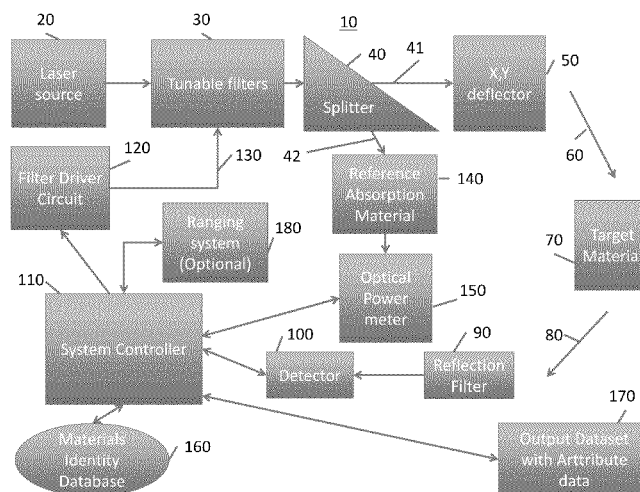 20
30
10
40
41
50
Laser
source
Tunable filters
Splitter
X,Y
deflector
120
130
42
60
140
Filter Driver
Circuit
Reference
Absorption
Material
Ranging
system
(Optional)
180
Target
Material
70
110
Optical
Power
meter
150
System Controller
100
90
80
Detector
Reflection
Filter
170
Materials
Identity
Database
160
Output Dataset
with Arttribute
data